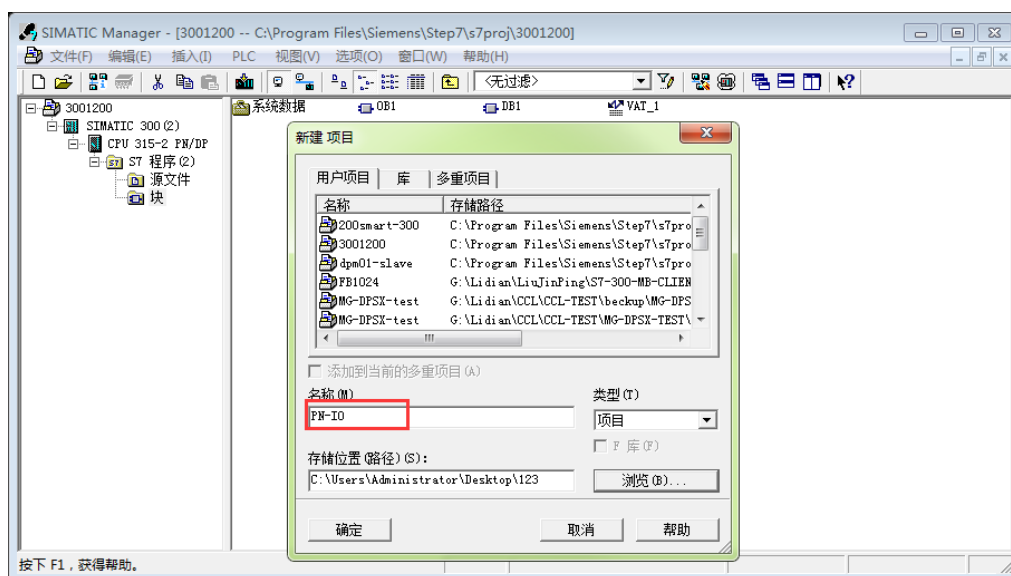 SIMATIC Manager - [3001200 -- C:\Program Files\Siemens\Step7\s7proj\3001200]
文件(F) 编辑(E) 插入(I) PLC 视图(V) 选项(O) 窗口(W) 帮助(H)
<无过滤>
3001200
SIMATIC 300(2)
CPU 315-2 PN/DP
S7 程序(2)
源文件
块
系统数据 OB1 DB1 VAT_1
新建 项目
用户项目 库 多重项目
名称 存储路径
200smart-300 C:\Program Files\Siemens\Step7\s7pro
3001200 C:\Program Files\Siemens\Step7\s7pro
dpm01-slave C:\Program Files\Siemens\Step7\s7pro
FB1024 G:\Lidian\LiuJinPing\S7-300-MB-CLIEN
MG-DPSX-test G:\Lidian\CCL\CCL-TEST\beckup\MG-DPS
MG-DPSX-test G:\Lidian\CCL\CCL-TEST\MG-DPSX-TEST\
添加到当前的多重项目(A)
名称(M) 类型(T)
PN-IO 项目
F 库(F)
存储位置(路径)(S):
C:\Users\Administrator\Desktop\123 浏览(B)...
确定 取消 帮助
按下 F1，获得帮助。